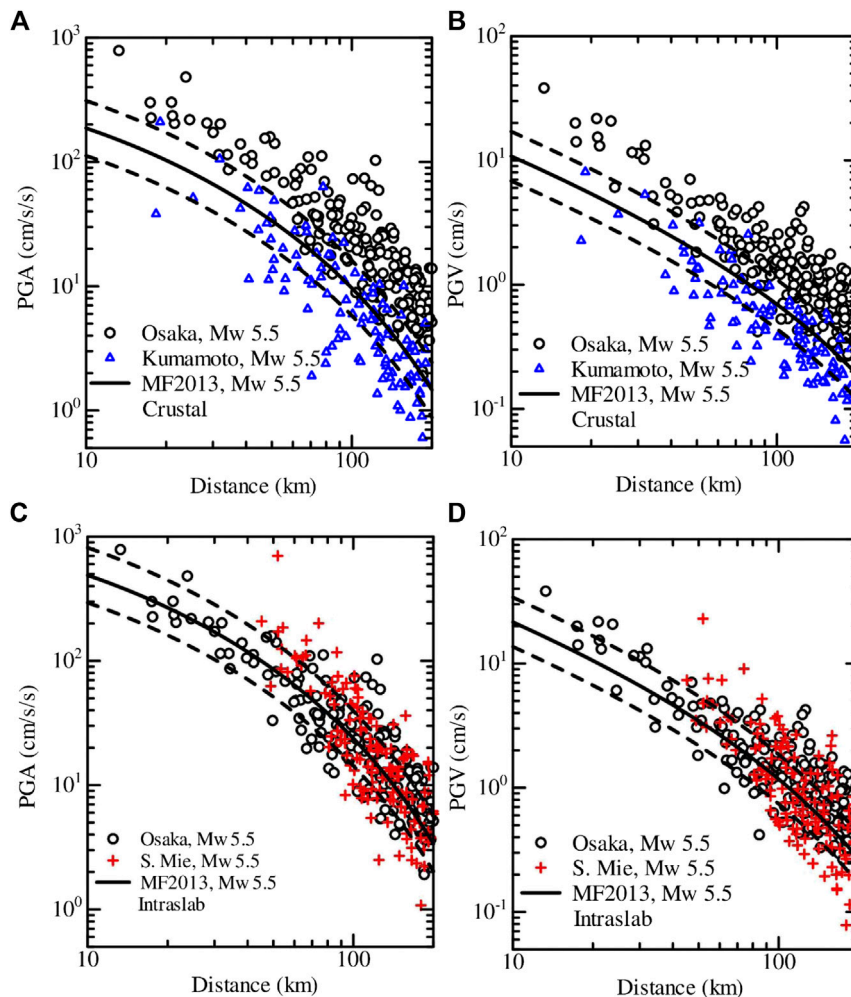 A
10³
10²
10¹
10⁰
PGA (cm/s/s)
Osaka, Mw 5.5
Kumamoto, Mw 5.5
MF2013, Mw 5.5
Crustal
10
100
Distance (km)
B
10²
10¹
10⁰
10⁻¹
PGV (cm/s)
Osaka, Mw 5.5
Kumamoto, Mw 5.5
MF2013, Mw 5.5
Crustal
10
100
Distance (km)
C
10³
10²
10¹
10⁰
PGA (cm/s/s)
Osaka, Mw 5.5
S. Mie, Mw 5.5
MF2013, Mw 5.5
Intraslab
10
100
Distance (km)
D
10²
10¹
10⁰
10⁻¹
PGV (cm/s)
Osaka, Mw 5.5
S. Mie, Mw 5.5
MF2013, Mw 5.5
Intraslab
10
100
Distance (km)